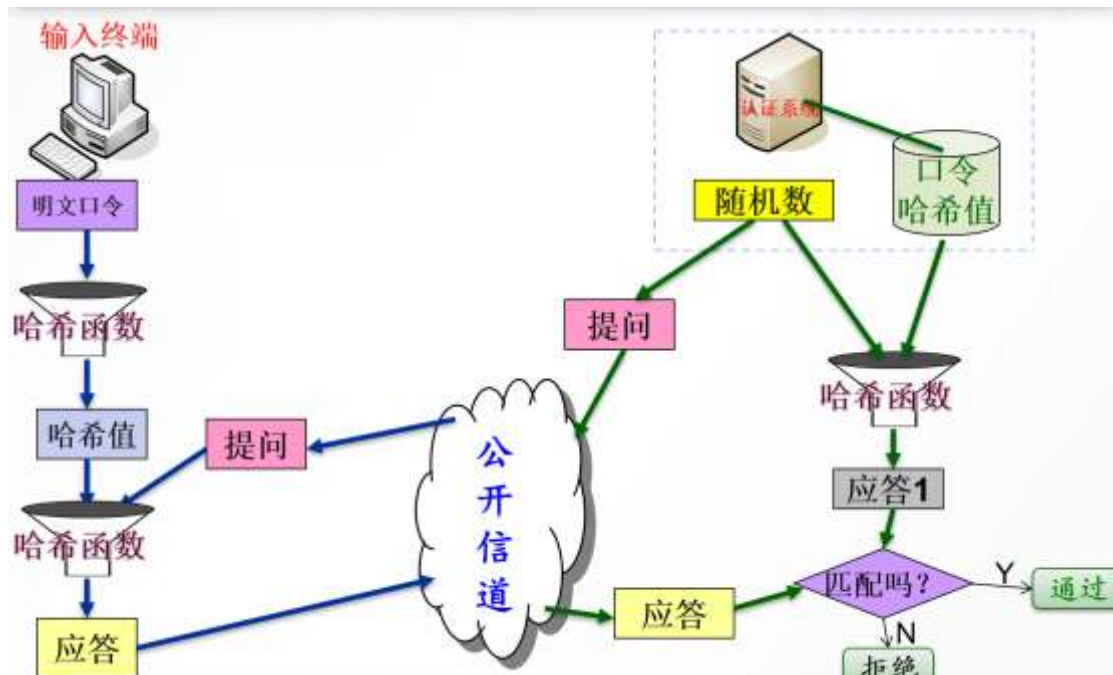 输入终端
认证系统
口令
哈希值
明文口令
随机数
哈希函数
提问
哈希函数
哈希值
提问
公开信道
应答1
哈希函数
匹配吗?
Y
通过
应答
应答
N
拒绝